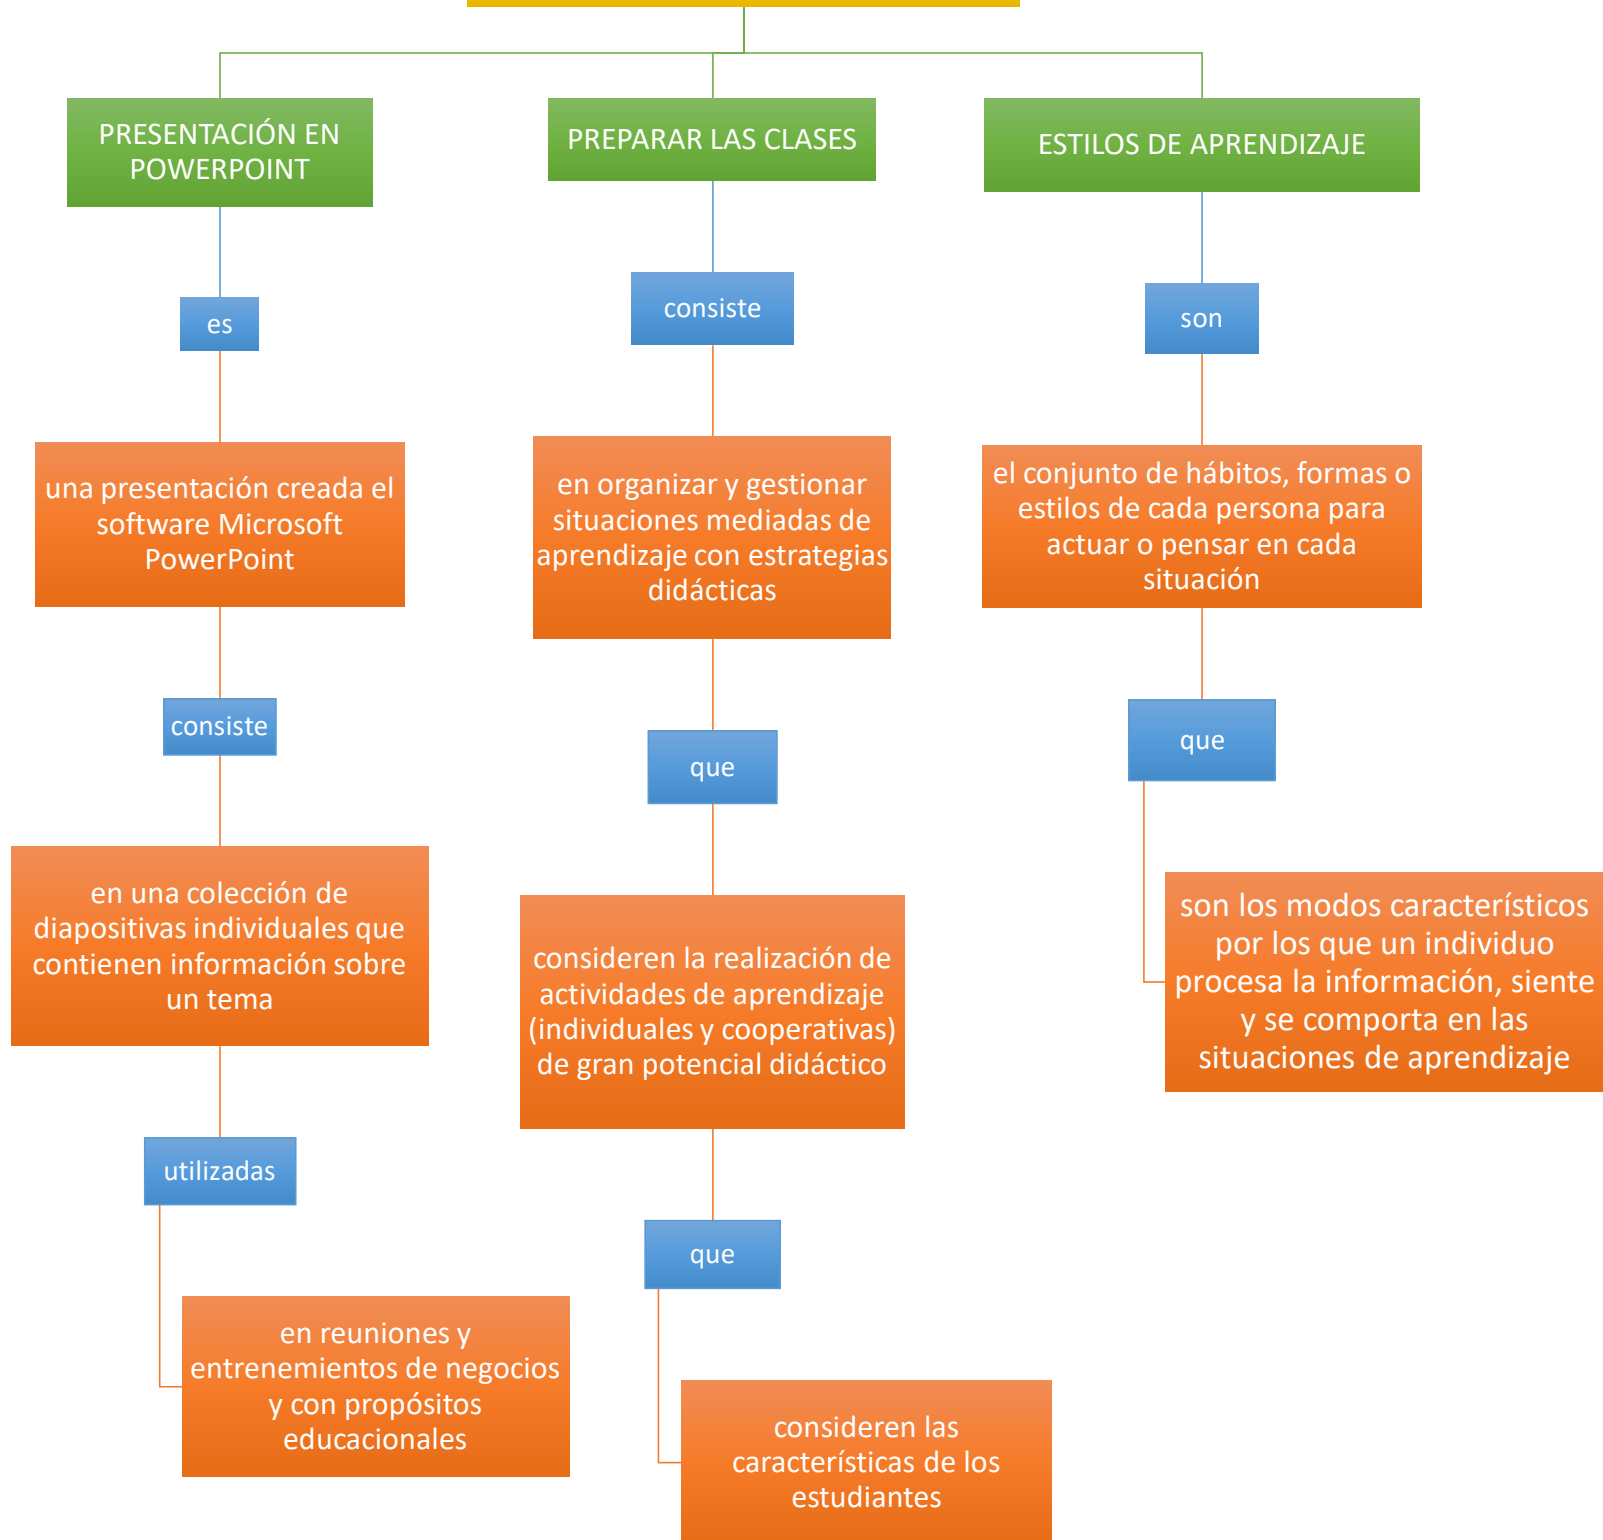 PRESENTACIÓN EN
POWERPOINT
es
una presentación creada el
software Microsoft
PowerPoint
consiste
en una colección de
diapositivas individuales que
contienen información sobre
un tema
utilizadas
en reuniones y
entrenemientos de negocios
y con propósitos
educacionales
PREPARAR LAS CLASES
consiste
en organizar y gestionar
situaciones mediadas de
aprendizaje con estrategias
didácticas
que
consideren la realización de
actividades de aprendizaje
(individuales y cooperativas)
de gran potencial didáctico
que
consideren las
características de los
estudiantes
ESTILOS DE APRENDIZAJE
son
el conjunto de hábitos, formas o
estilos de cada persona para
actuar o pensar en cada
situación
que
son los modos característicos
por los que un individuo
procesa la información, siente
y se comporta en las
situaciones de aprendizaje